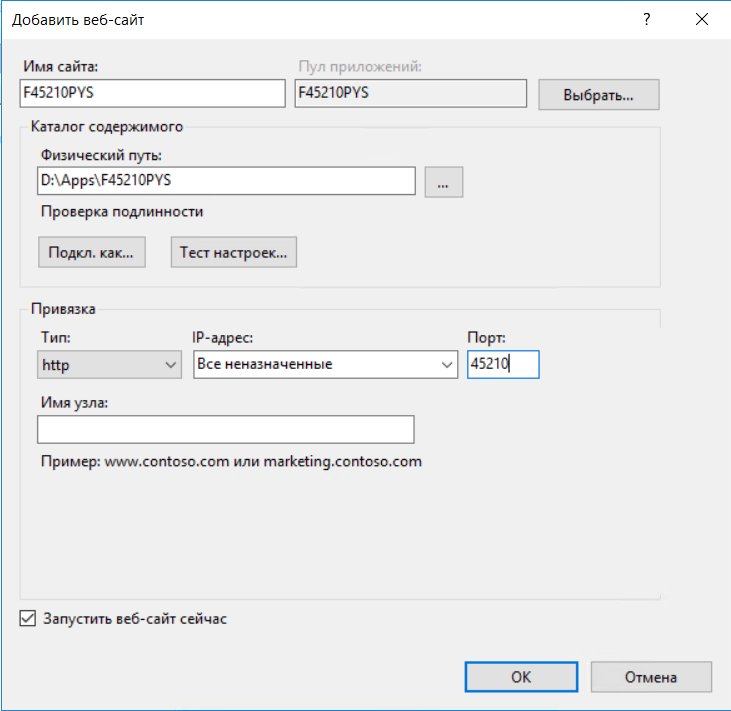 Добавить веб-сайт
?
Имя сайта: Пул приложений:
F45210PYS F45210PYS Выбрать...
Каталог содержимого
Физический путь:
D:\Apps\F45210PYS ...
Проверка подлинности
Подкл. как... Тест настроек...
Привязка
Тип: IP-адрес: Порт:
http Все неназначенные 45210
Имя узла:
Пример: www.contoso.com или marketing.contoso.com
Запустить веб-сайт сейчас
ОК Отмена